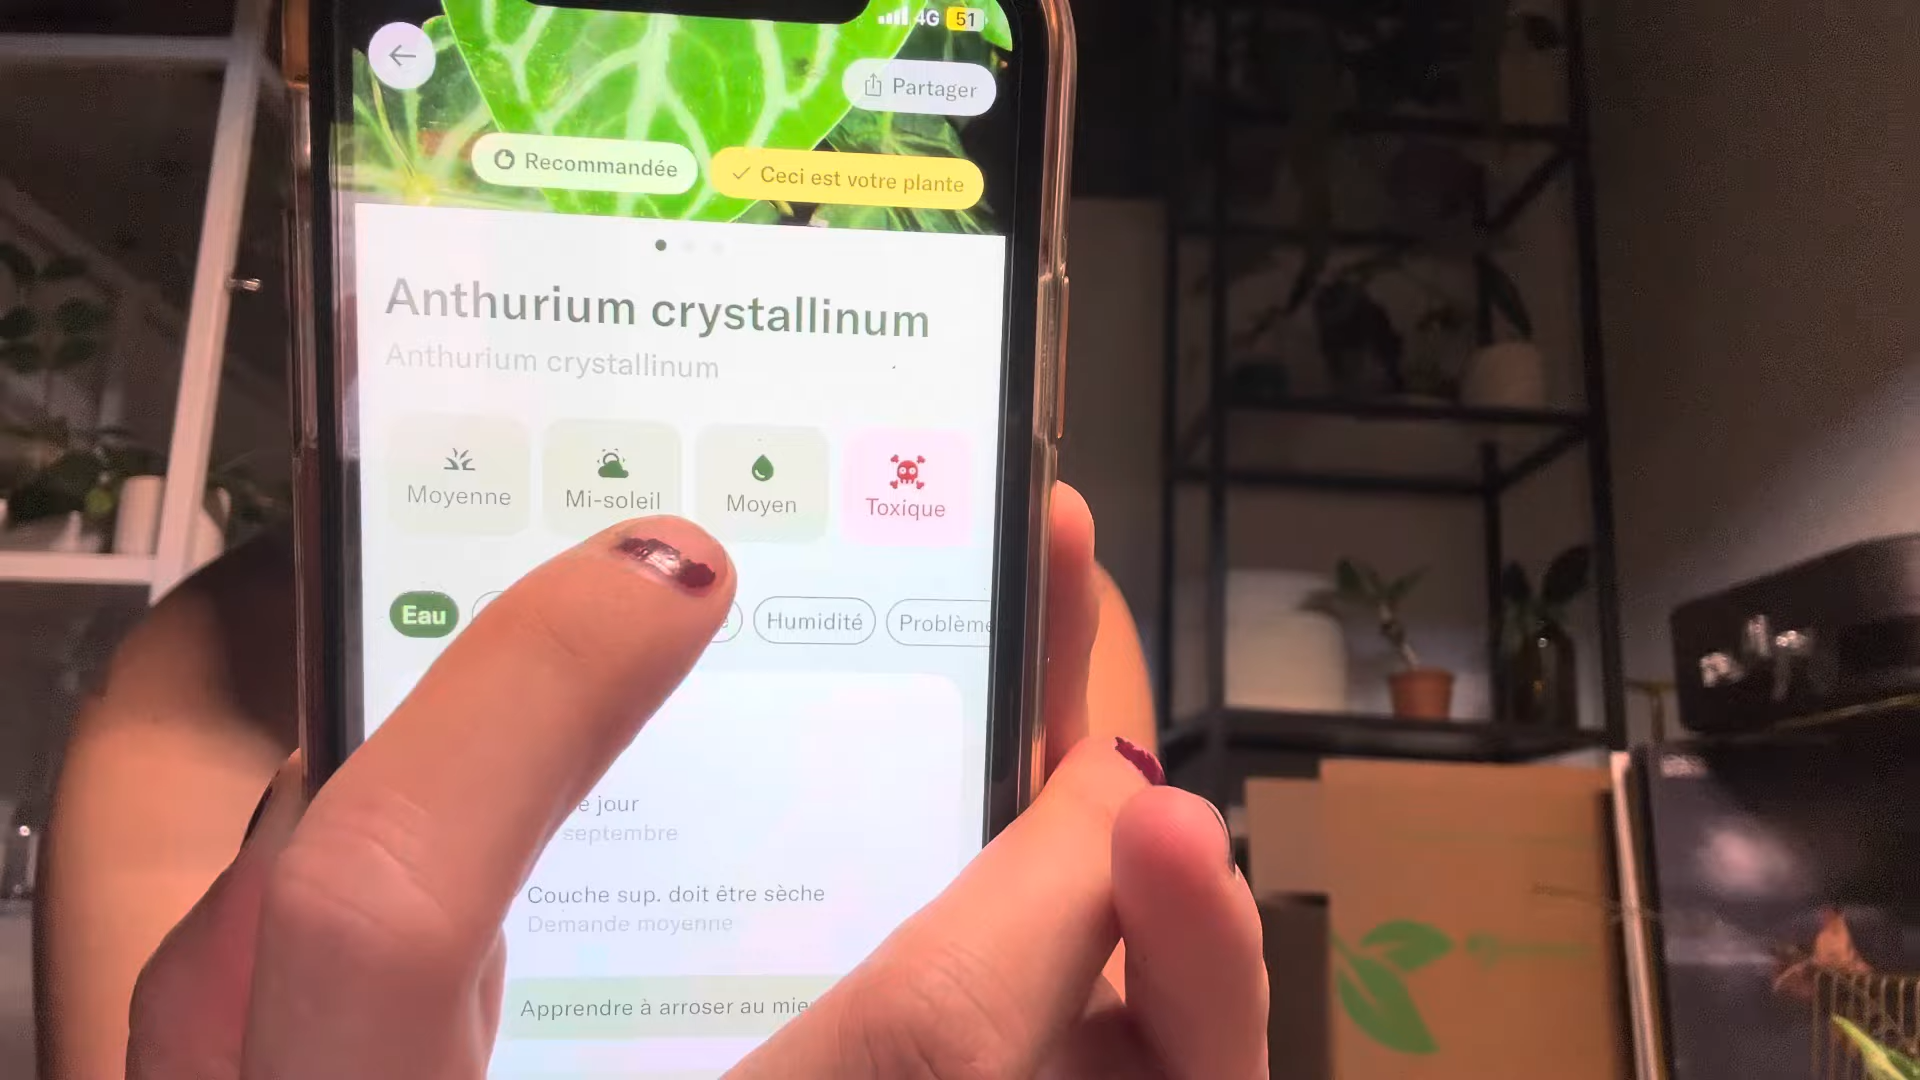 4G 51
Partager
Recommandée
Ceci est votre plante
Anthurium crystallinum
Anthurium crystallinum
Moyenne
Mi-soleil
Moyen
Toxique
Eau
Humidité
Problème
jour
septembre
Couche sup. doit être sèche
Demande moyenne
Apprendre à arroser au mie